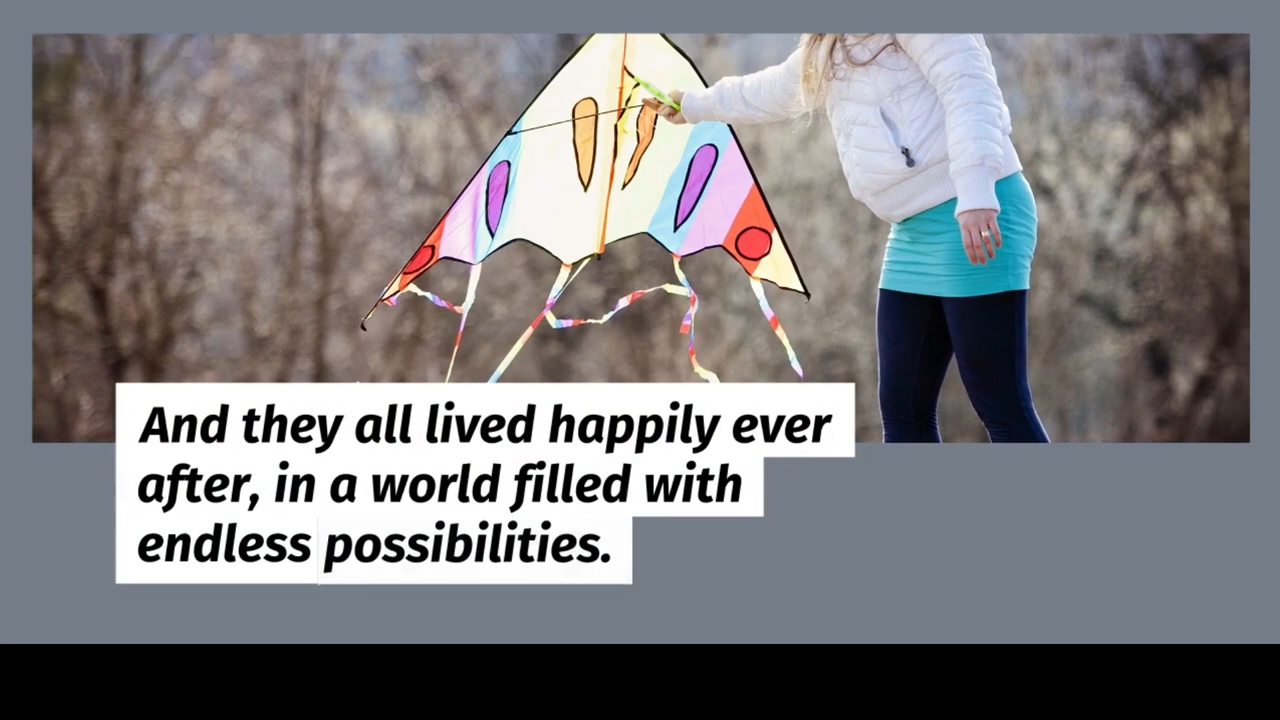 And they all lived happily ever
after, in a world filled with
endless possibilities.